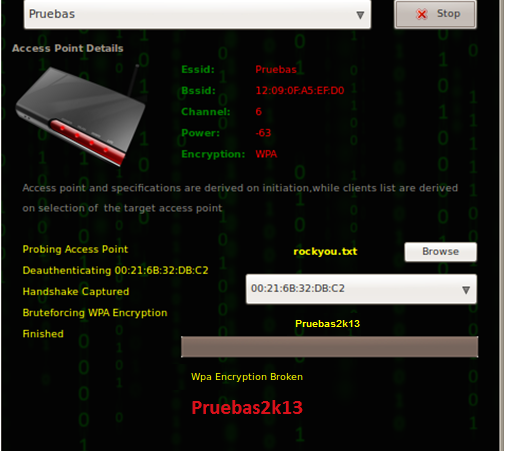 Pruebas
Stop
Access Point Details
Essid: Pruebas
Bssid: 12:09:0F:A5:EF:D0
Channel: 6
Power: -63
Encryption: WPA
Access point and specifications are derived on initiation,while clients list are derived
on selection of the target access point
Probing Access Point
rockyou.txt
Browse
Deauthenticating 00:21:6B:32:DB:C2
Handshake Captured
00:21:6B:32:DB:C2
Bruteforcing WPA Encryption
Pruebas2k13
Finished
Wpa Encryption Broken
Pruebas2k13